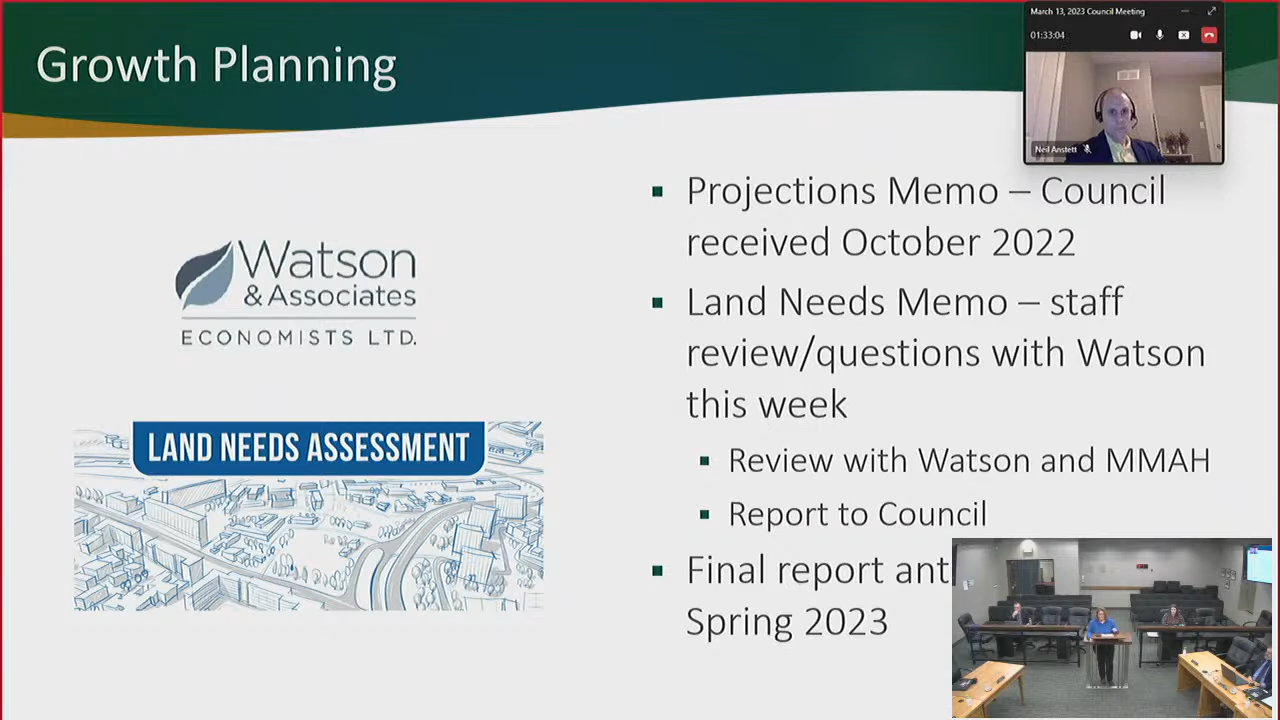 Growth Planning
March 13, 2023 Council Meeting
01:33:04
Neil Anstett
Watson
& Associates
ECONOMISTS LTD.
LAND NEEDS ASSESSMENT
▪ Projections Memo – Council
received October 2022
▪ Land Needs Memo – staff
review/questions with Watson
this week
▪ Review with Watson and MMAH
▪ Report to Council
▪ Final report ant
Spring 2023